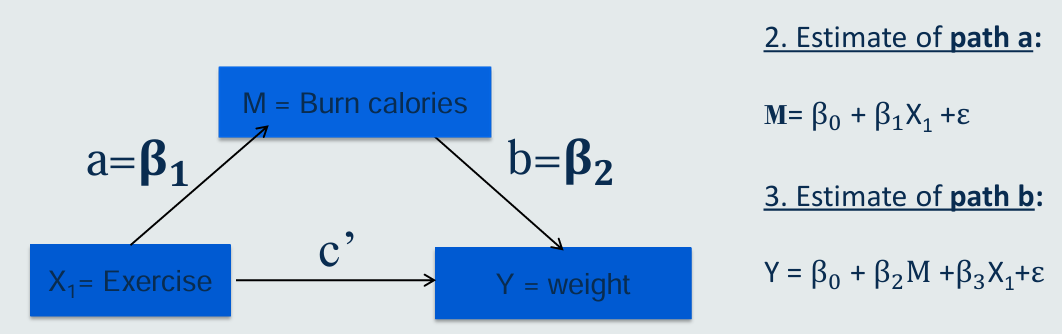 2. Estimate of path a:
M = Burn calories
M= β₀ + β₁X₁ +ε
a=β₁
b=β₂
3. Estimate of path b:
c’
X₁= Exercise
Y = weight
Y = β₀ + β₂M +β₃X₁+ε